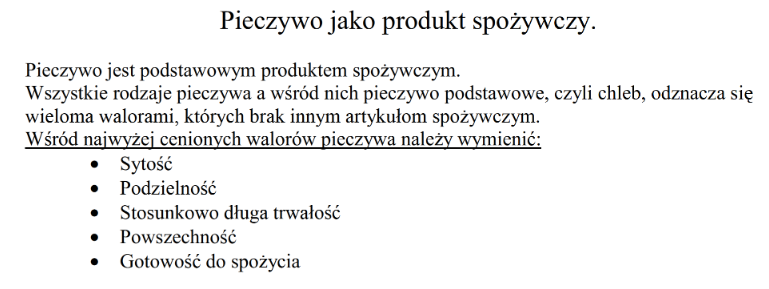 Pieczywo jako produkt spożywczy.
Pieczywo jest podstawowym produktem spożywczym.
Wszystkie rodzaje pieczywa a wśród nich pieczywo podstawowe, czyli chleb, odznacza się
wieloma walorami, których brak innym artykułom spożywczym.
Wśród najwyżej cenionych walorów pieczywa należy wymienić:
• Sytość
• Podzielność
• Stosunkowo długa trwałość
• Powszechność
• Gotowość do spożycia